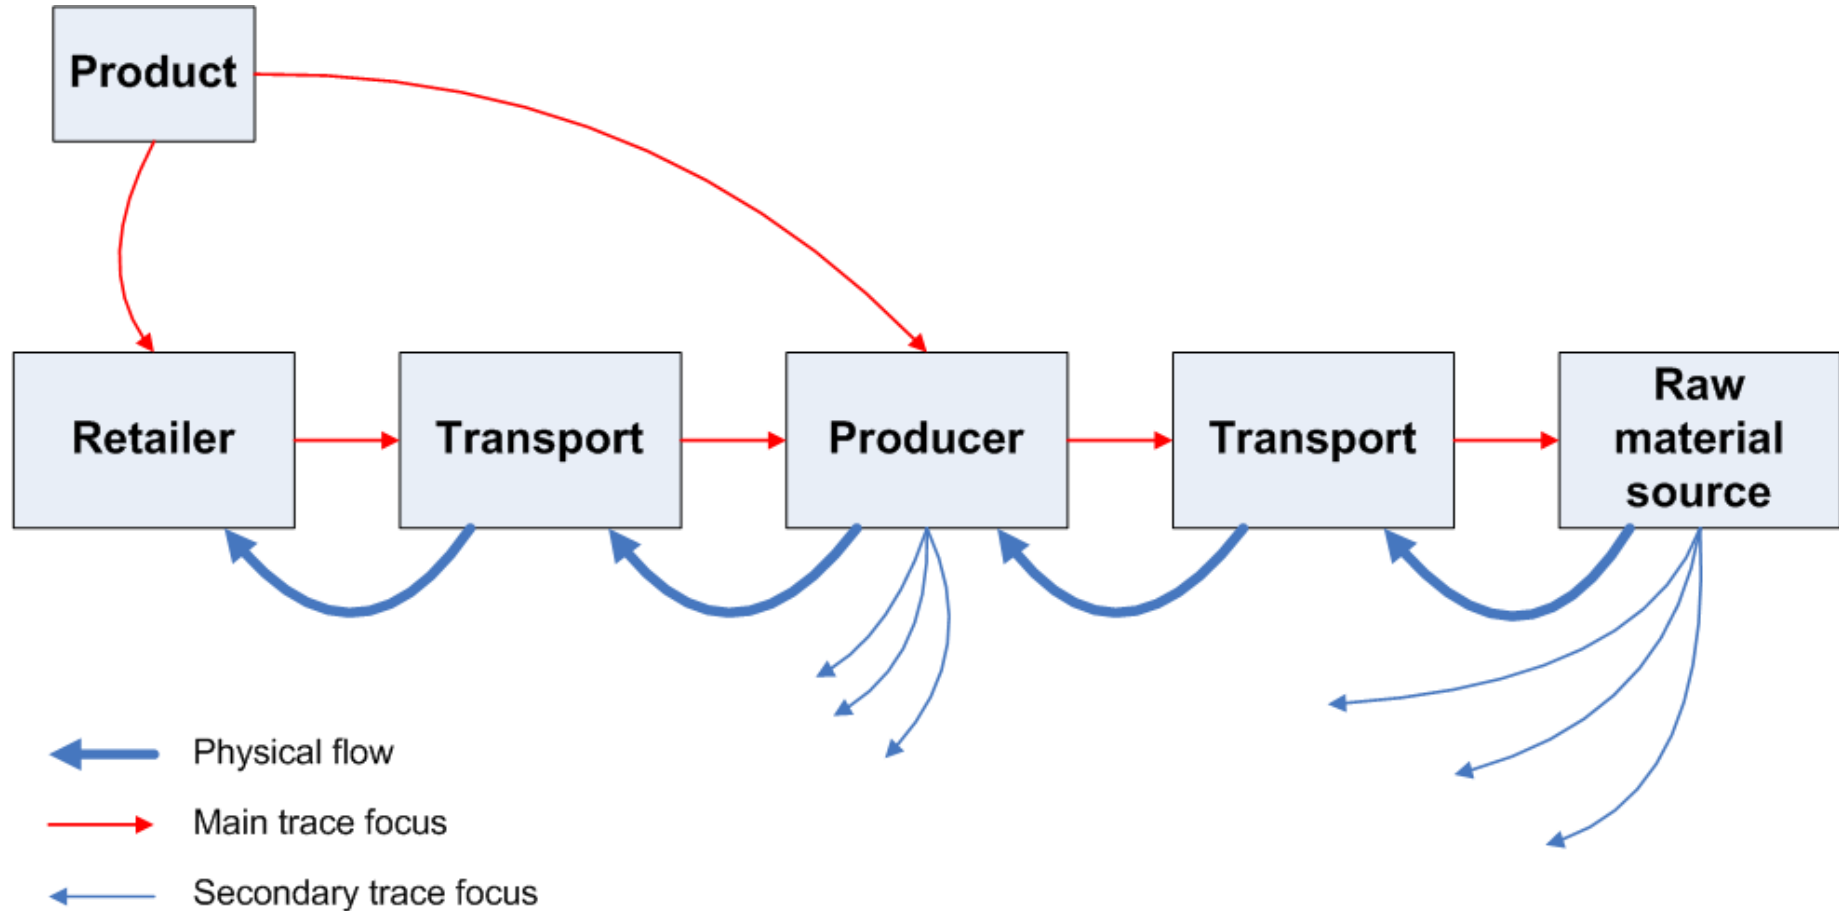 Product
Retailer
Transport
Producer
Transport
Raw
material
source
Physical flow
Main trace focus
Secondary trace focus